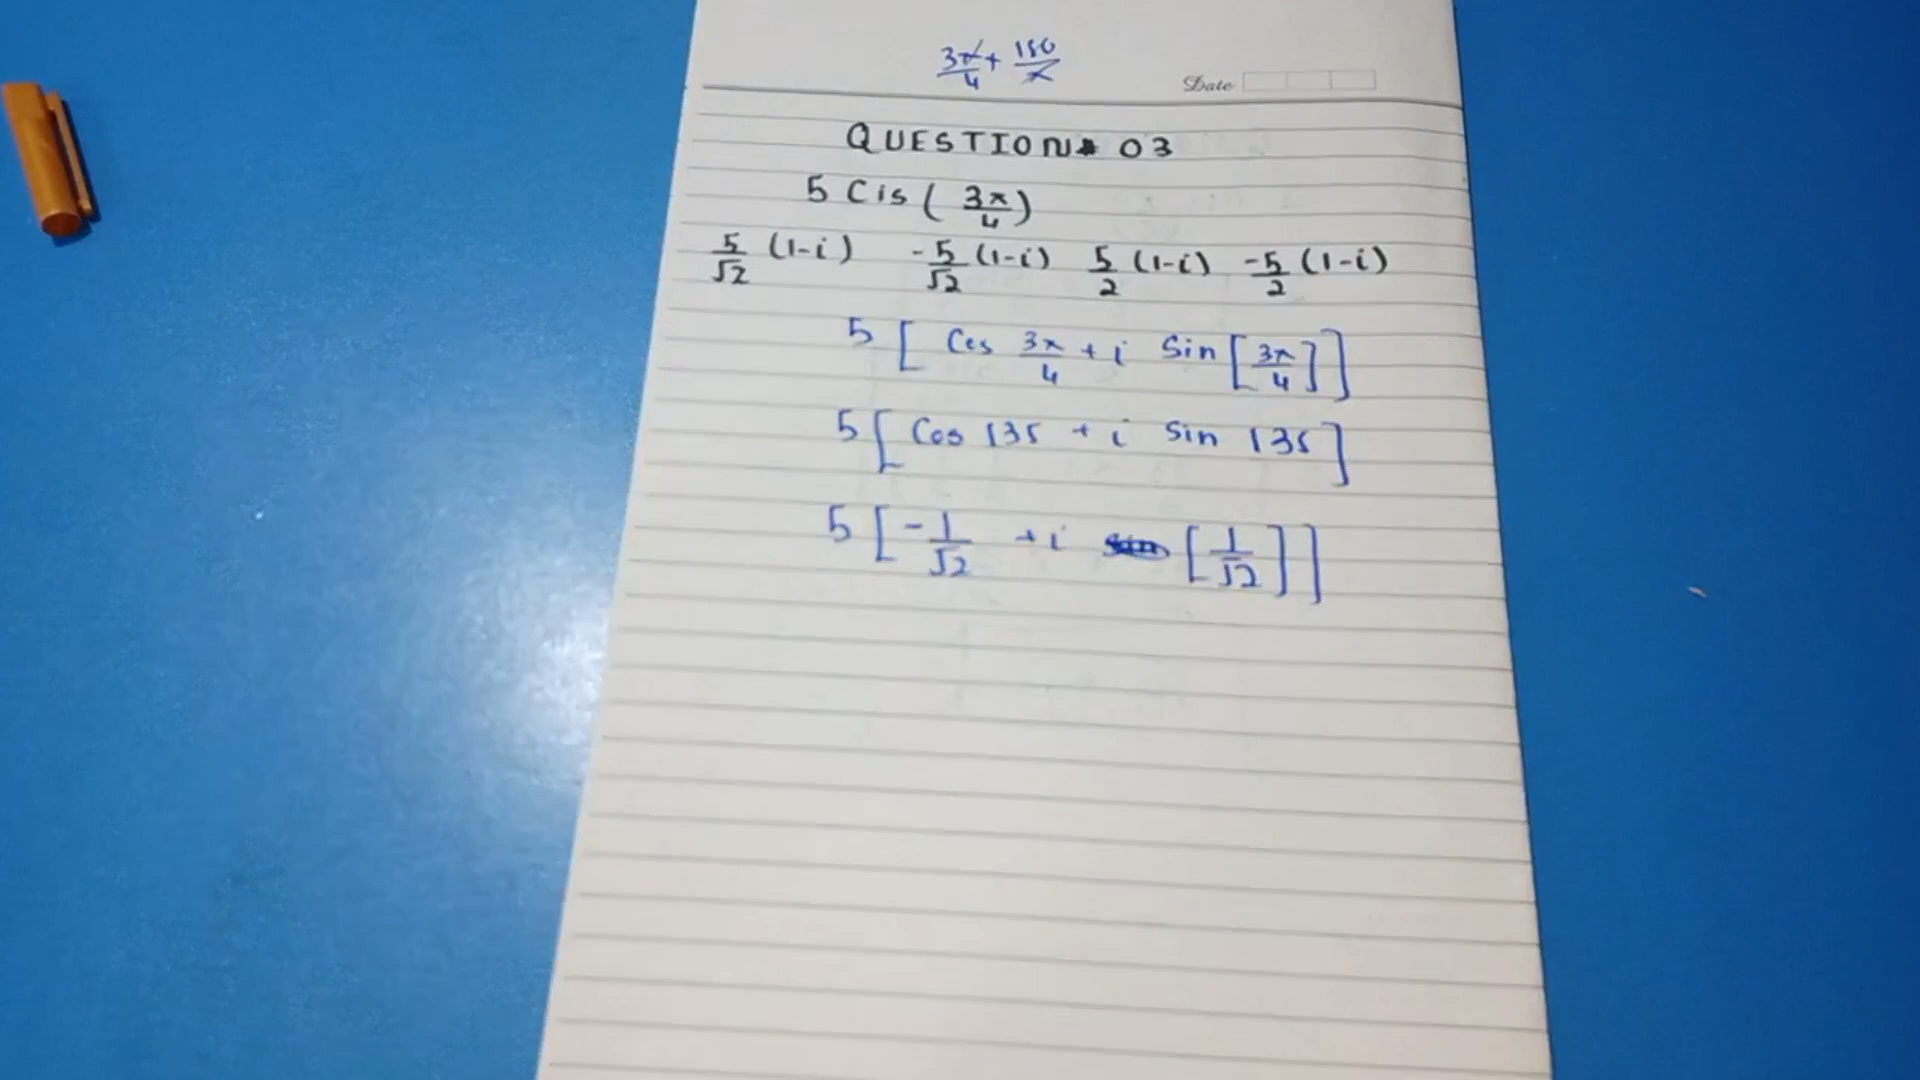 3π/4 + 180/π
Date
QUESTION 03
5 Cis ( 3π/4 )
5/√2 (1-i) -5/√2 (1-i) 5/2 (1-i) -5/2 (1-i)
5 [ Cos 3π/4 + i Sin [ 3π/4 ] ]
5 [ Cos 135 + i Sin 135 ]
5 [ -1/√2 + i [ 1/√2 ] ]